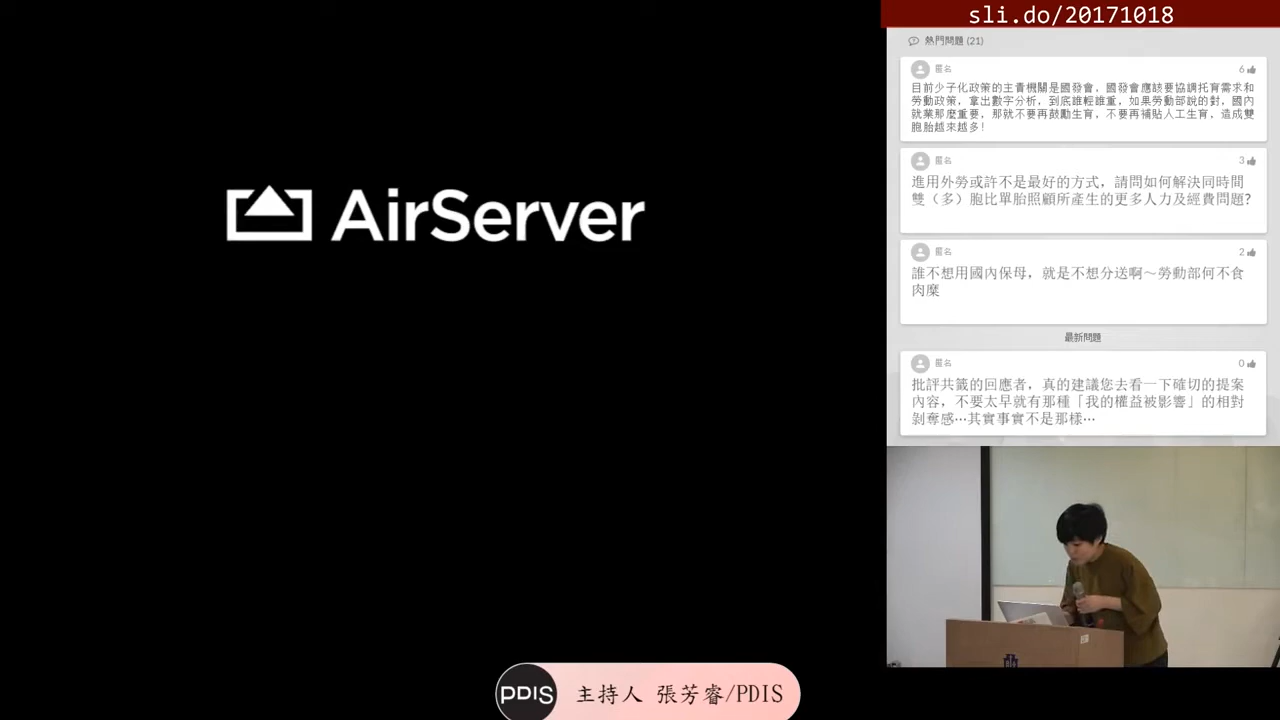 sli.do/20171018
熱門問題 (21)
匿名
6
目前少子化政策的主責機關是國發會，國發會應該要協調托育需求和
勞動政策，拿出數字分析，到底誰輕誰重，如果勞動部說的對，國內
就業那麼重要，那就不要再鼓勵生育，不要再補貼人工生育，造成雙
胞胎越來越多！
匿名
3
進用外勞或許不是最好的方式，請問如何解決同時間
雙（多）胞比單胎照顧所產生的更多人力及經費問題?
匿名
2
誰不想用國內保母，就是不想分送啊～勞動部何不食
肉糜
最新問題
匿名
0
批評共籤的回應者，真的建議您去看一下確切的提案
內容，不要太早就有那種「我的權益被影響」的相對
剝奪感…其實事實不是那樣…
AirServer
PDIS
主持人 張芳睿/PDIS